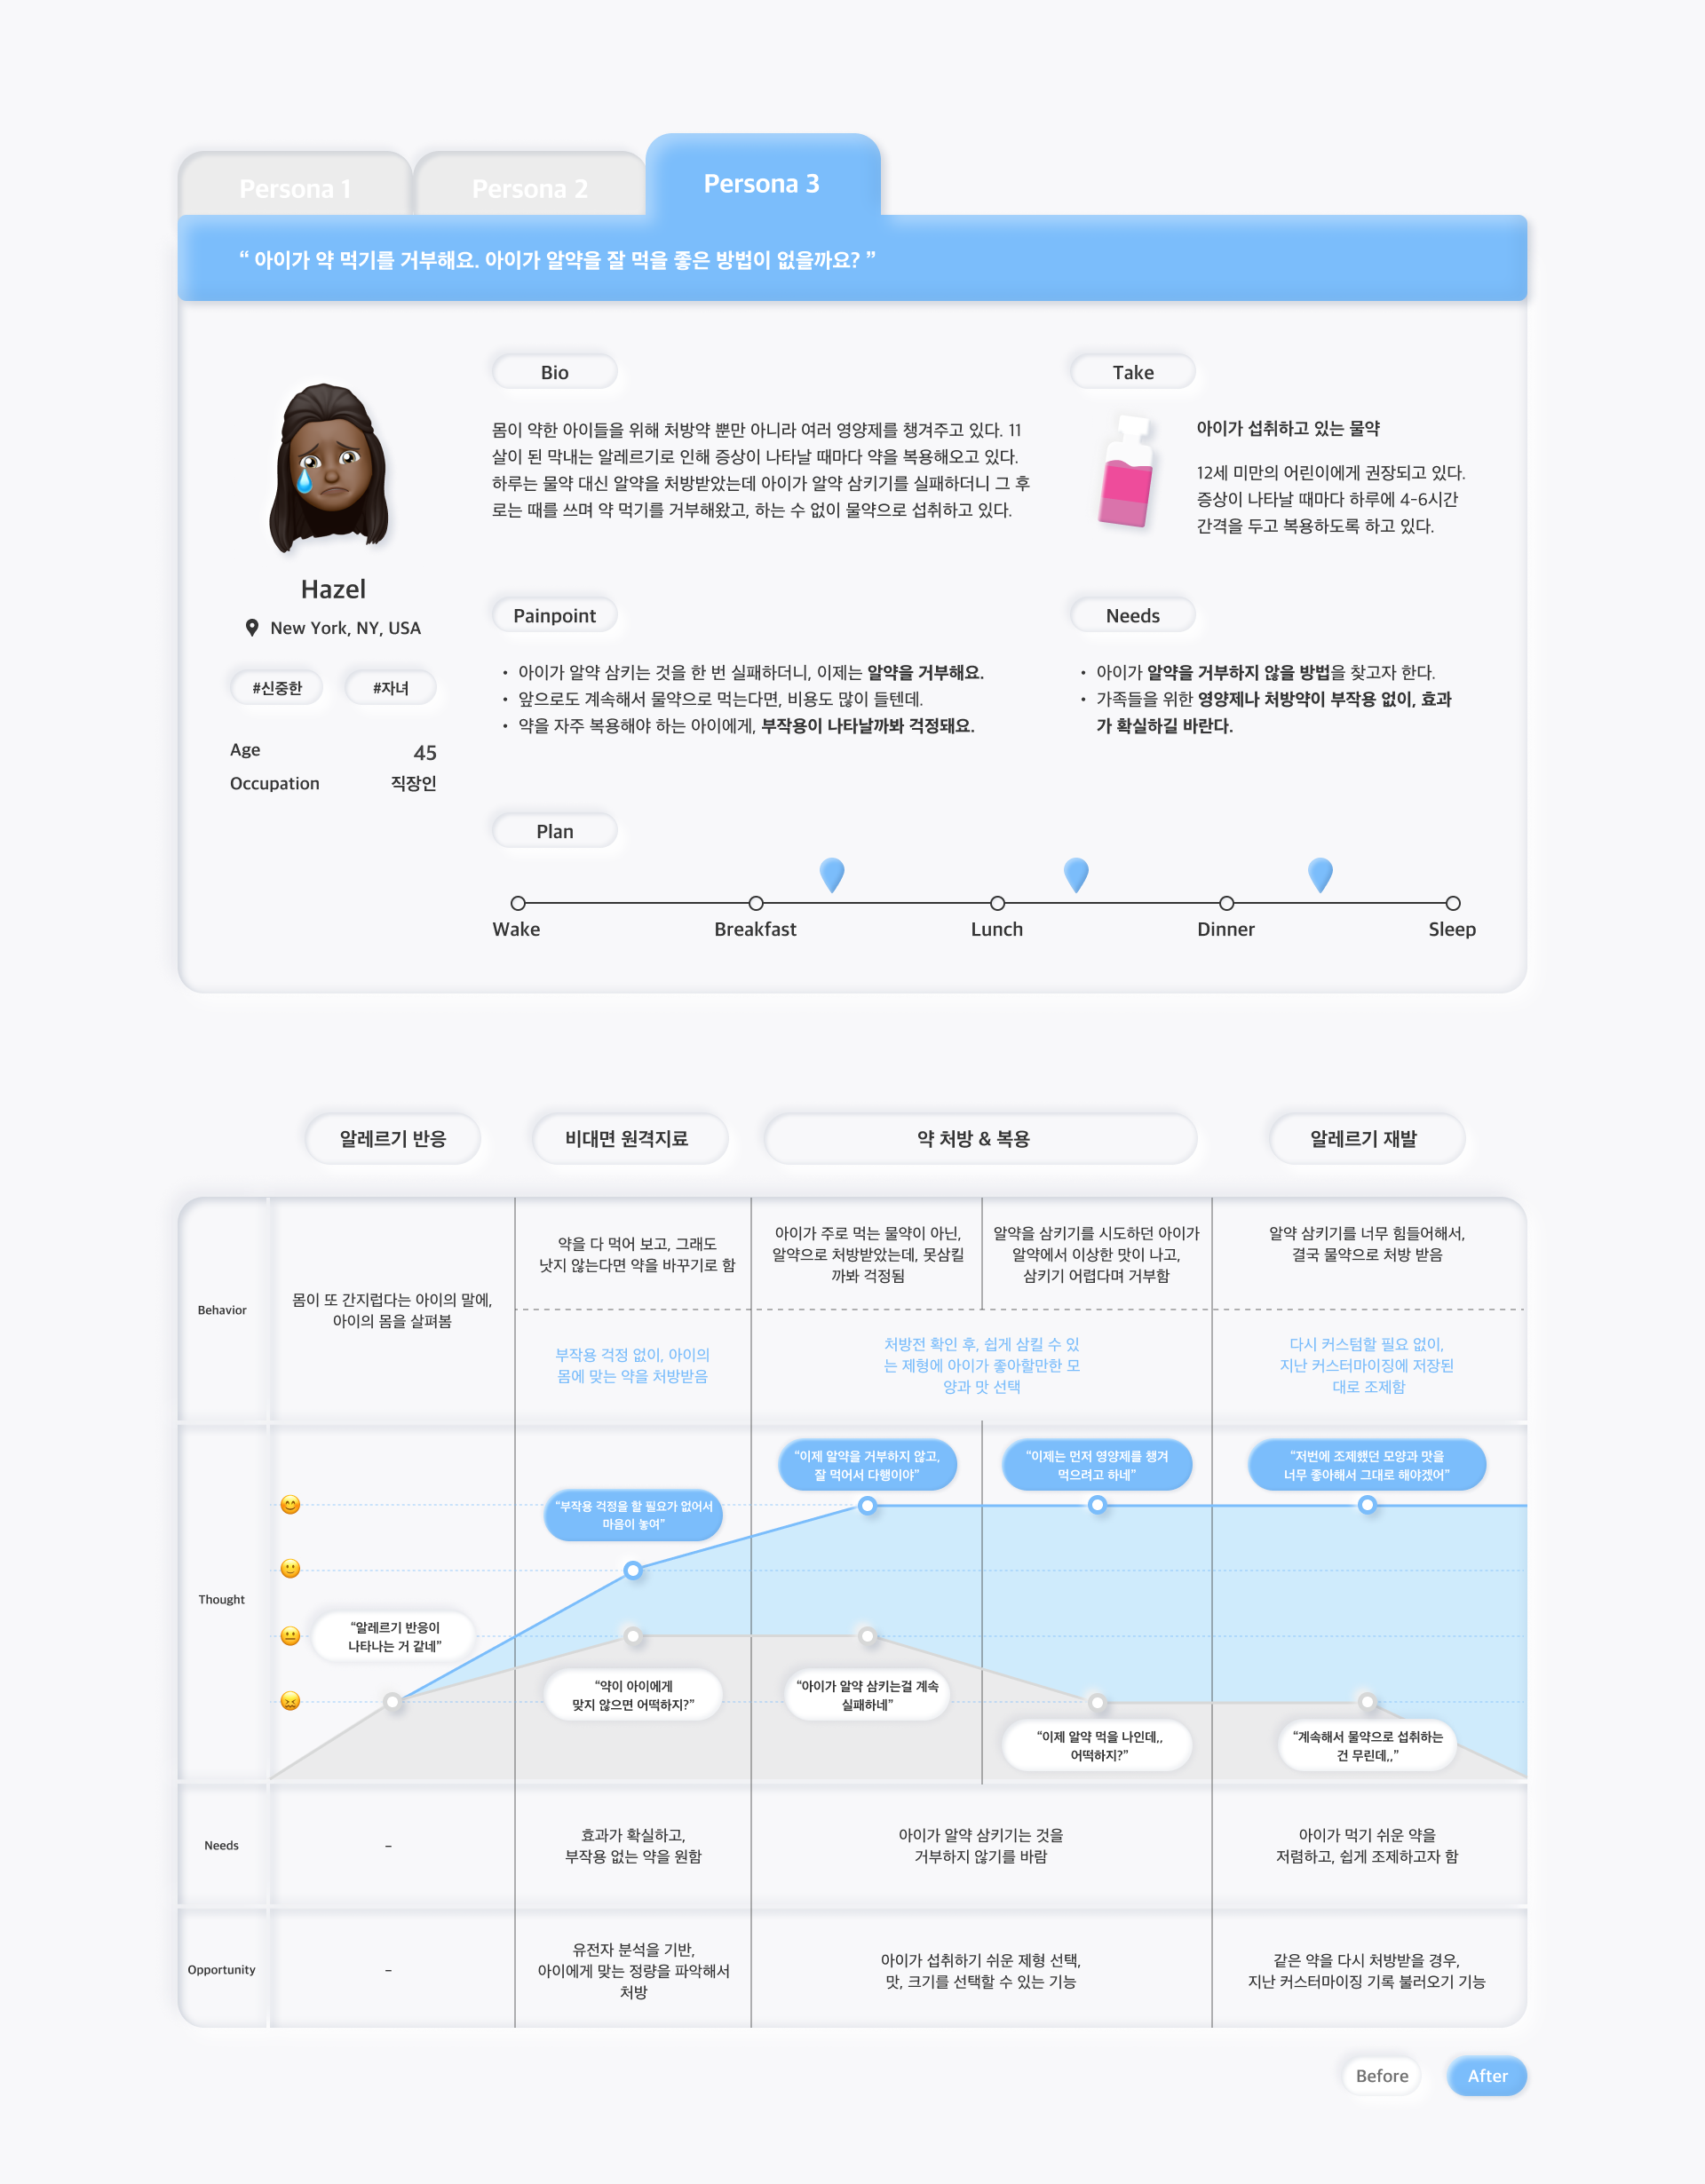 Persona 1
Persona 2
Persona 3
“ 아이가 약 먹기를 거부해요. 아이가 알약을 잘 먹을 좋은 방법이 없을까요? ”
Hazel
New York, NY, USA
#신중한
#자녀
Age 45
Occupation 직장인
Bio
몸이 약한 아이들을 위해 처방약 뿐만 아니라 여러 영양제를 챙겨주고 있다. 11
살이 된 막내는 알레르기로 인해 증상이 나타날 때마다 약을 복용해오고 있다.
하루는 물약 대신 알약을 처방받았는데 아이가 알약 삼키기를 실패하더니 그 후
로는 때를 쓰며 약 먹기를 거부해왔고, 하는 수 없이 물약으로 섭취하고 있다.
Take
아이가 섭취하고 있는 물약
12세 미만의 어린이에게 권장되고 있다.
증상이 나타날 때마다 하루에 4-6시간
간격을 두고 복용하도록 하고 있다.
Painpoint
• 아이가 알약 삼키는 것을 한 번 실패하더니, 이제는 알약을 거부해요.
• 앞으로도 계속해서 물약으로 먹는다면, 비용도 많이 들텐데.
• 약을 자주 복용해야 하는 아이에게, 부작용이 나타날까봐 걱정돼요.
Needs
• 아이가 알약을 거부하지 않을 방법을 찾고자 한다.
• 가족들을 위한 영양제나 처방약이 부작용 없이, 효과
가 확실하길 바란다.
Plan
Wake
Breakfast
Lunch
Dinner
Sleep
알레르기 반응
비대면 원격지료
약 처방 & 복용
알레르기 재발
Behavior
몸이 또 간지럽다는 아이의 말에,
아이의 몸을 살펴봄
약을 다 먹어 보고, 그래도
낫지 않는다면 약을 바꾸기로 함
아이가 주로 먹는 물약이 아닌,
알약으로 처방받았는데, 못삼킬
까봐 걱정됨
알약을 삼키기를 시도하던 아이가
알약에서 이상한 맛이 나고,
삼키기 어렵다며 거부함
알약 삼키기를 너무 힘들어해서,
결국 물약으로 처방 받음
부작용 걱정 없이, 아이의
몸에 맞는 약을 처방받음
처방전 확인 후, 쉽게 삼킬 수 있
는 제형에 아이가 좋아할만한 모
양과 맛 선택
다시 커스텀할 필요 없이,
지난 커스터마이징에 저장된
대로 조제함
Thought
“알레르기 반응이
나타나는 거 같네”
“부작용 걱정을 할 필요가 없어서
마음이 놓여”
“이제 알약을 거부하지 않고,
잘 먹어서 다행이야”
“이제는 먼저 영양제를 챙겨
먹으려고 하네”
“저번에 조제했던 모양과 맛을
너무 좋아해서 그대로 해야겠어”
“약이 아이에게
맞지 않으면 어떡하지?”
“아이가 알약 삼키는걸 계속
실패하네”
“이제 알약 먹을 나인데,,
어떡하지?”
“계속해서 물약으로 섭취하는
건 무린데,,”
Needs
–
효과가 확실하고,
부작용 없는 약을 원함
아이가 알약 삼키기는 것을
거부하지 않기를 바람
아이가 먹기 쉬운 약을
저렴하고, 쉽게 조제하고자 함
Opportunity
–
유전자 분석을 기반,
아이에게 맞는 정량을 파악해서
처방
아이가 섭취하기 쉬운 제형 선택,
맛, 크기를 선택할 수 있는 기능
같은 약을 다시 처방받을 경우,
지난 커스터마이징 기록 불러오기 기능
Before
After